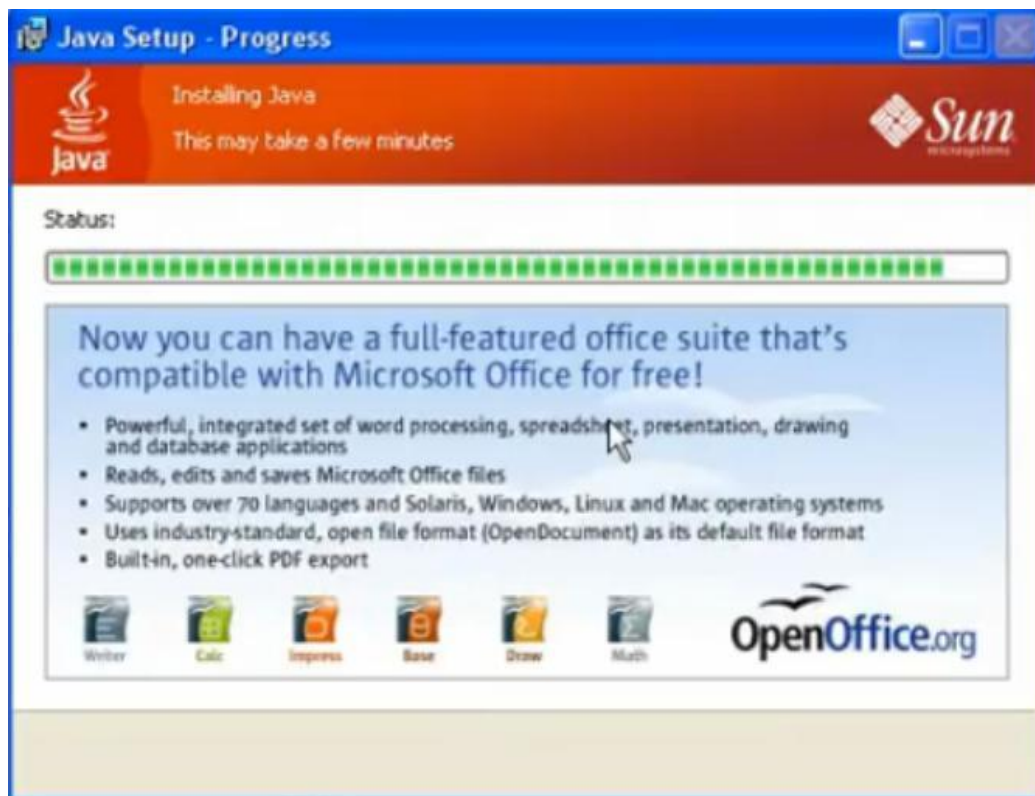 Java Setup - Progress
Installing Java
This may take a few minutes
Java
Sun
microsystems
Status:
Now you can have a full-featured office suite that's
compatible with Microsoft Office for free!
• Powerful, integrated set of word processing, spreadsheet, presentation, drawing
and database applications
• Reads, edits and saves Microsoft Office files
• Supports over 70 languages and Solaris, Windows, Linux and Mac operating systems
• Uses industry-standard, open file format (OpenDocument) as its default file format
• Built-in, one-click PDF export
Writer Calc Impress Base Draw Math
OpenOffice.org